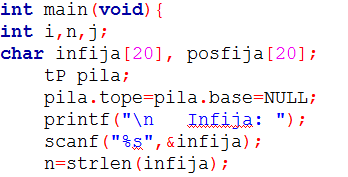 int main(void){
int i,n,j;
char infija[20], posfija[20];
tP pila;
pila.tope=pila.base=NULL;
printf("\n   Infija: ");
scanf("%s",&infija);
n=strlen(infija);